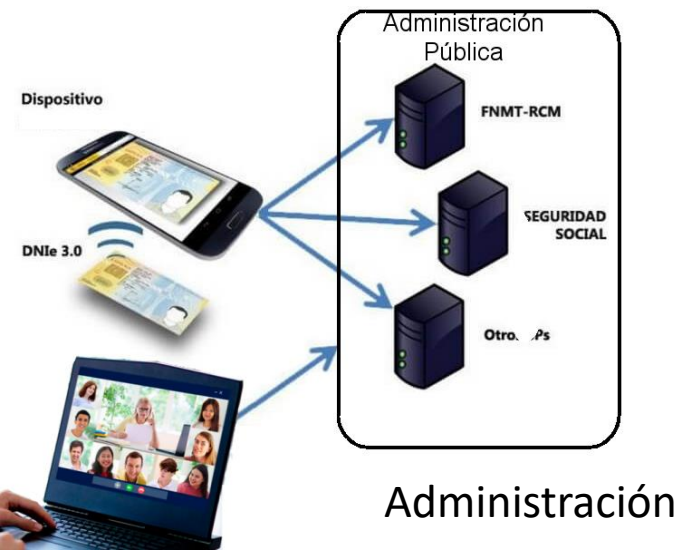 Administración
Pública
Dispositivo
FNMT-RCM
SEGURIDAD
SOCIAL
DNIe 3.0
Administración